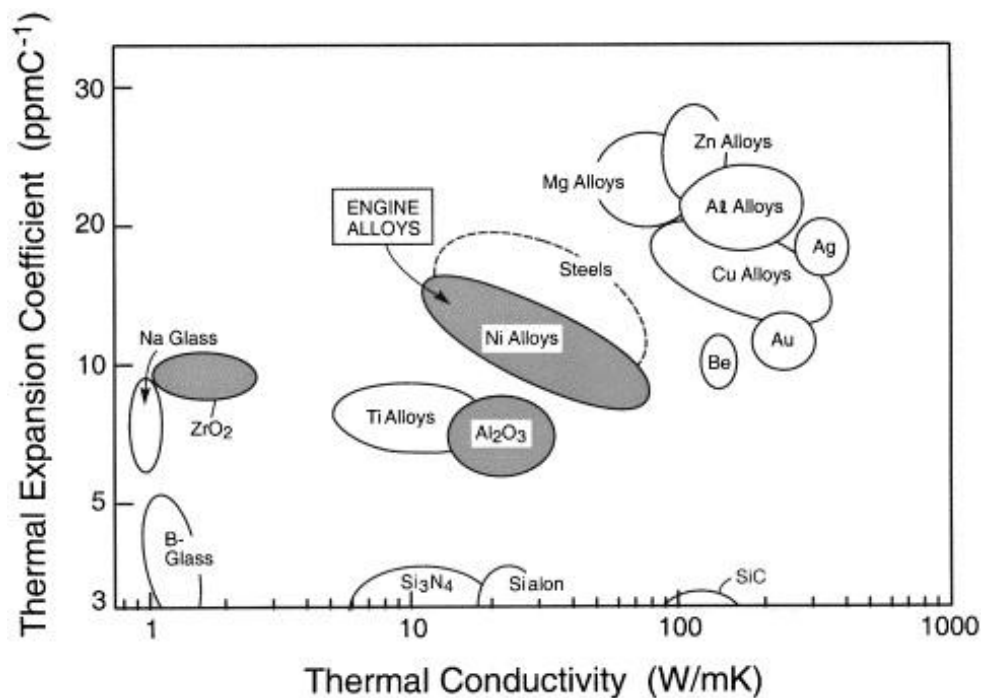 Thermal Expansion Coefficient (ppmC⁻¹)
30
20
10
5
3
Zn Alloys
Mg Alloys
ENGINE
ALLOYS
Al Alloys
Ag
Steels
Cu Alloys
Ni Alloys
Au
Be
Na Glass
ZrO₂
Ti Alloys
Al₂O₃
B-
Glass
Si₃N₄
Sialon
SiC
1
10
100
1000
Thermal Conductivity (W/mK)